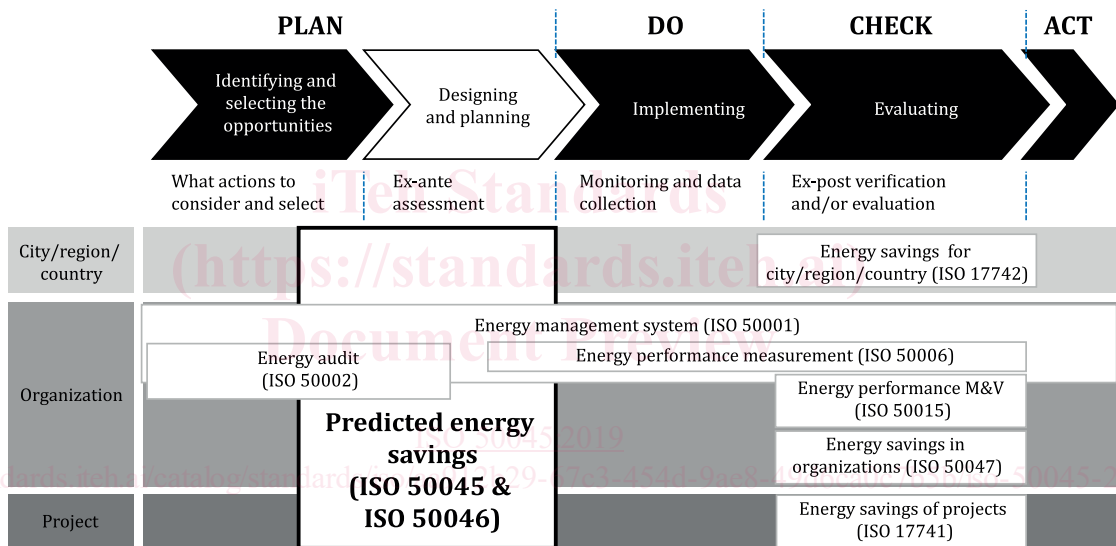 PLAN
DO
CHECK
ACT
Identifying and
selecting the
opportunities
Designing
and planning
Implementing
Evaluating
What actions to
consider and select
Ex-ante
assessment
Monitoring and data
collection
Ex-post verification
and/or evaluation
iTeh Standards
(https://standards.iteh.ai)
Document Preview
City/region/
country
Energy savings for
city/region/country (ISO 17742)
Energy management system (ISO 50001)
Energy audit
(ISO 50002)
Energy performance measurement (ISO 50006)
Organization
Energy performance M&V
(ISO 50015)
Predicted energy
savings
(ISO 50045 &
ISO 50046)
ISO 50045:2019
Energy savings in
organizations (ISO 50047)
Project
Energy savings of projects
(ISO 17741)